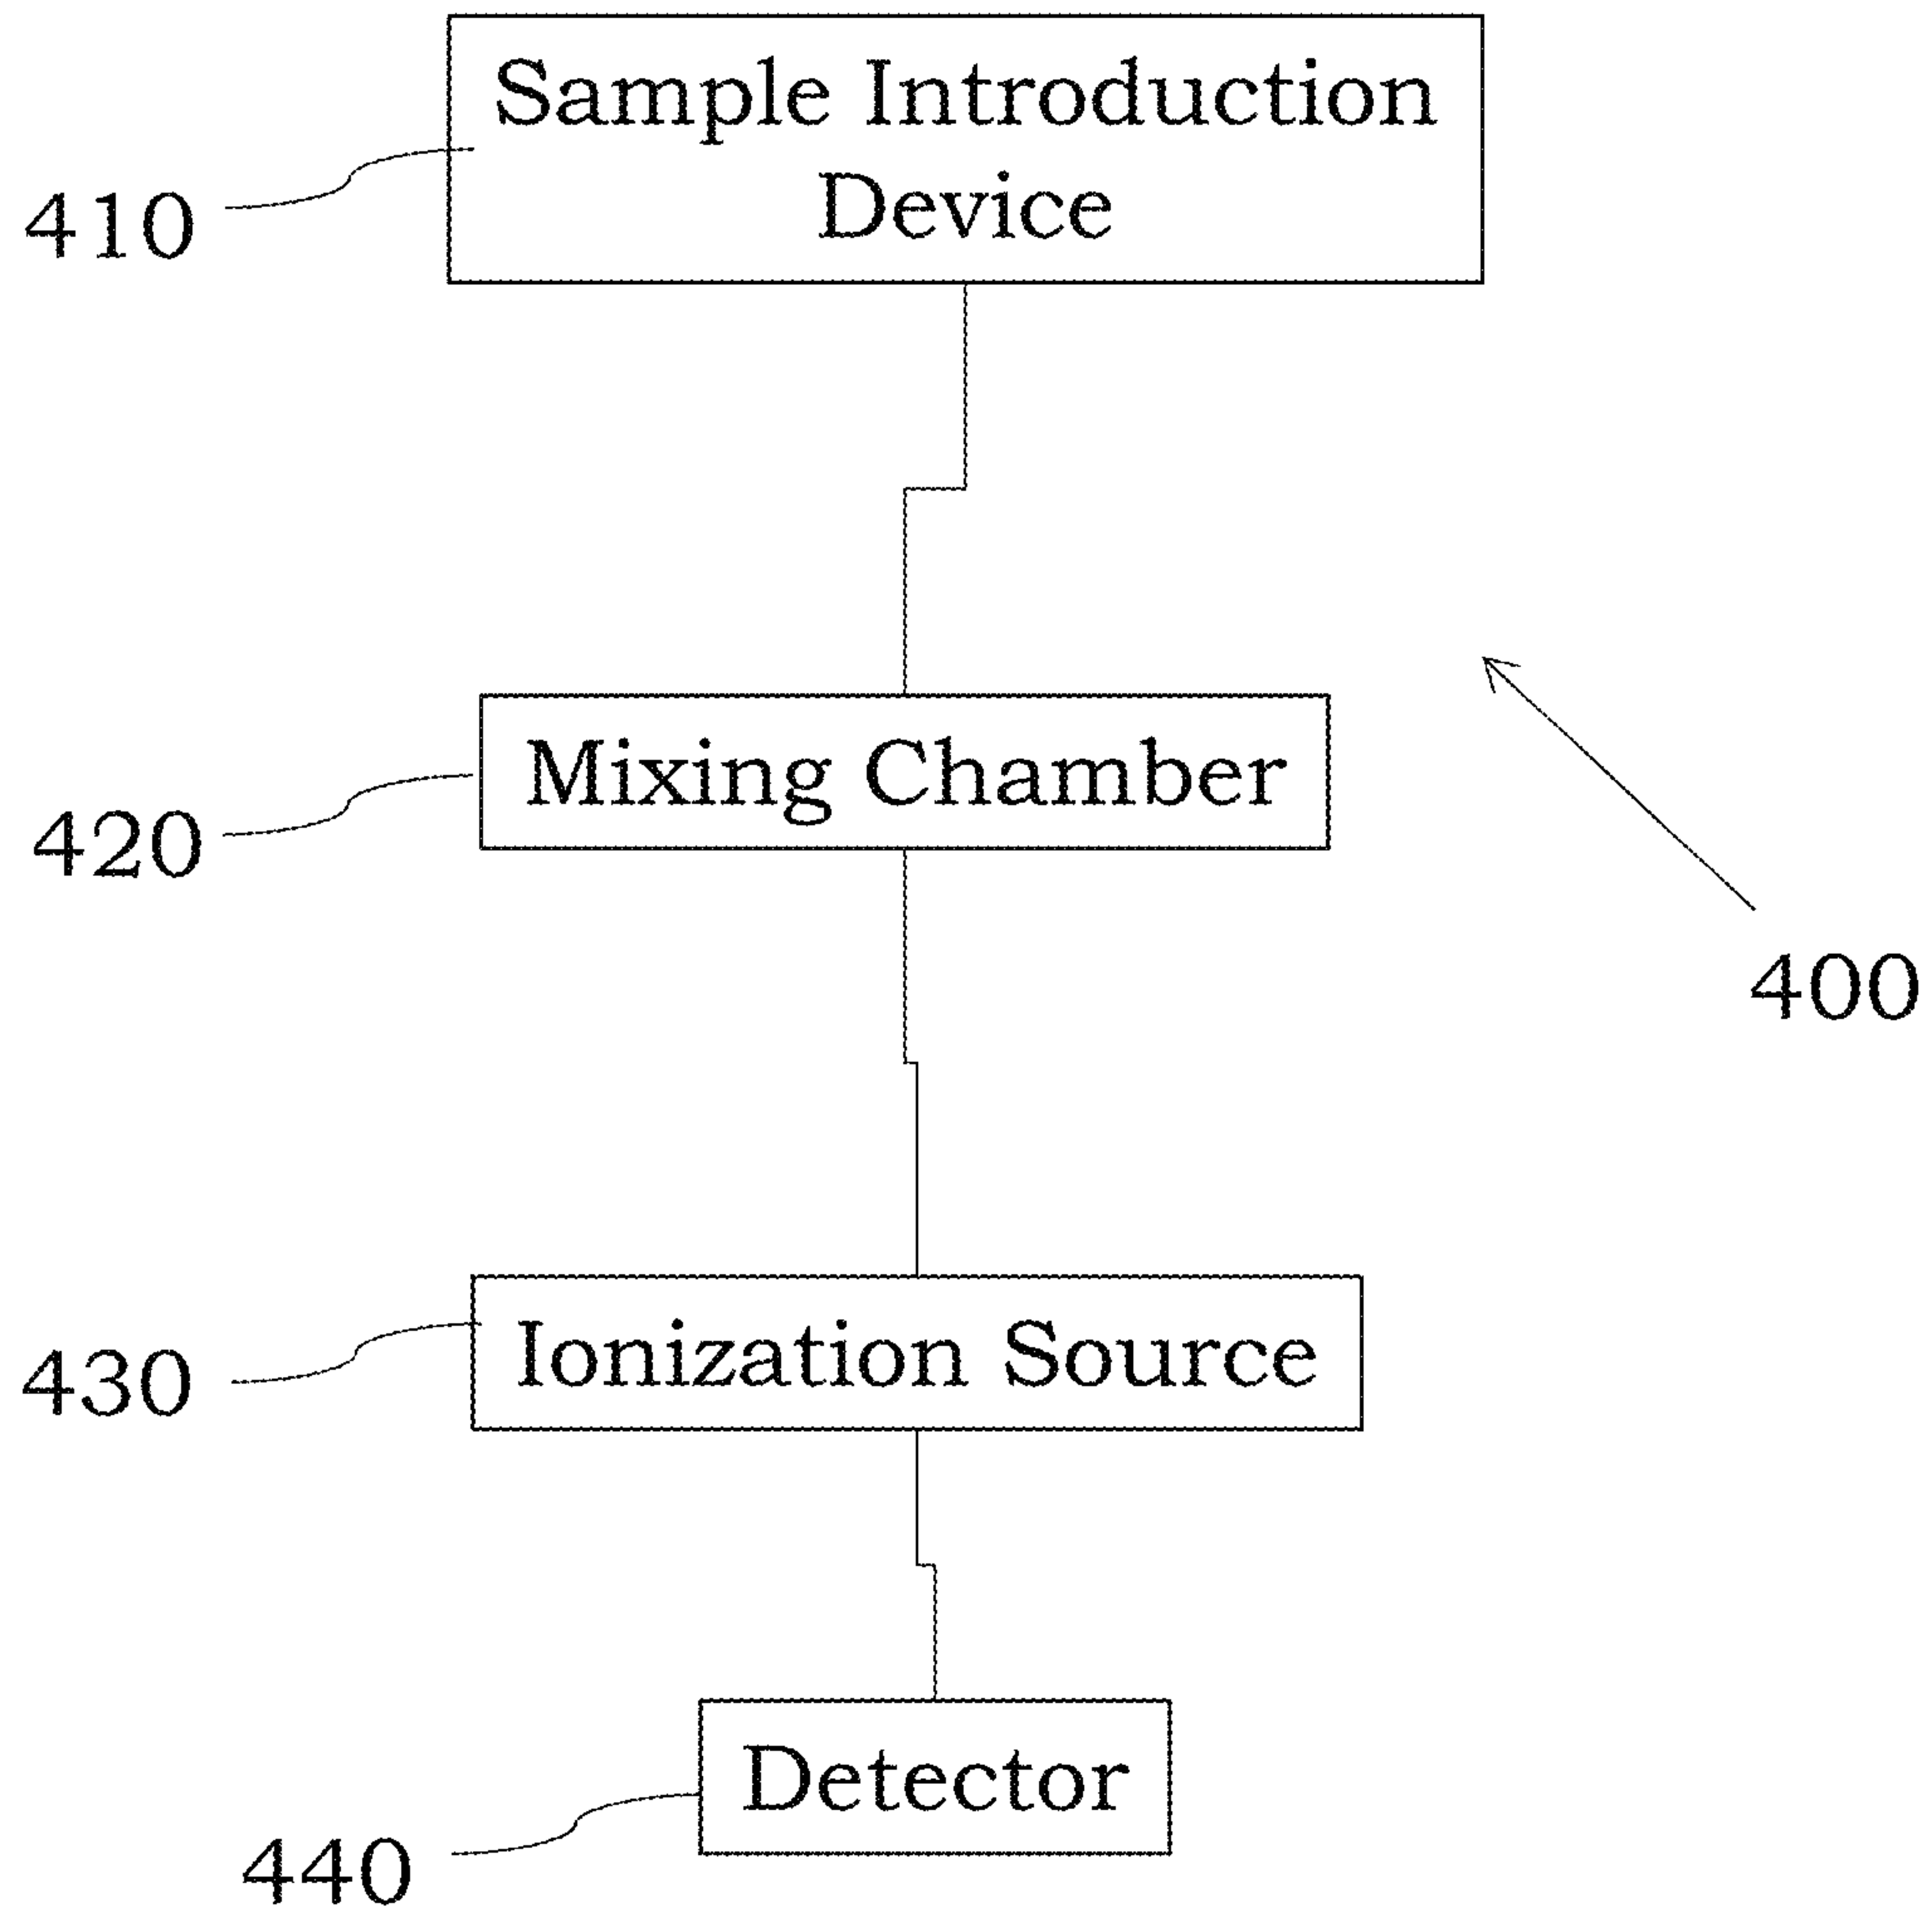 Sample Introduction
Device
410
Mixing Chamber
420
400
Ionization Source
430
Detector
440